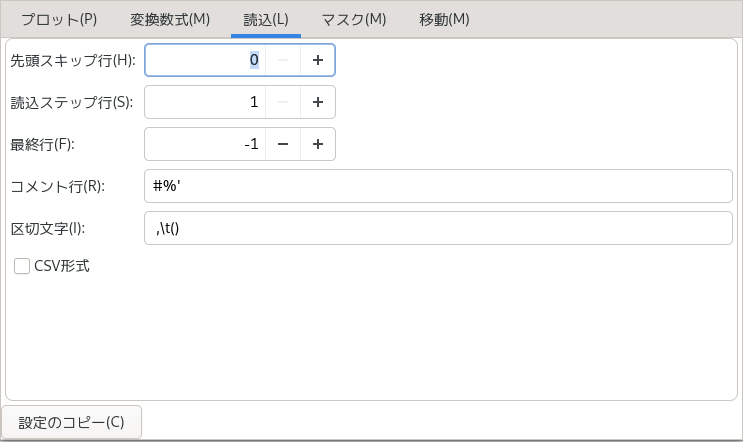 プロット(P) 変換数式(M) 読込(L) マスク(M) 移動(M)
先頭スキップ行(H): 0 − +
読込ステップ行(S): 1 − +
最終行(F): -1 − +
コメント行(R): #%'
区切文字(I): ,\t()
CSV形式
設定のコピー(C)